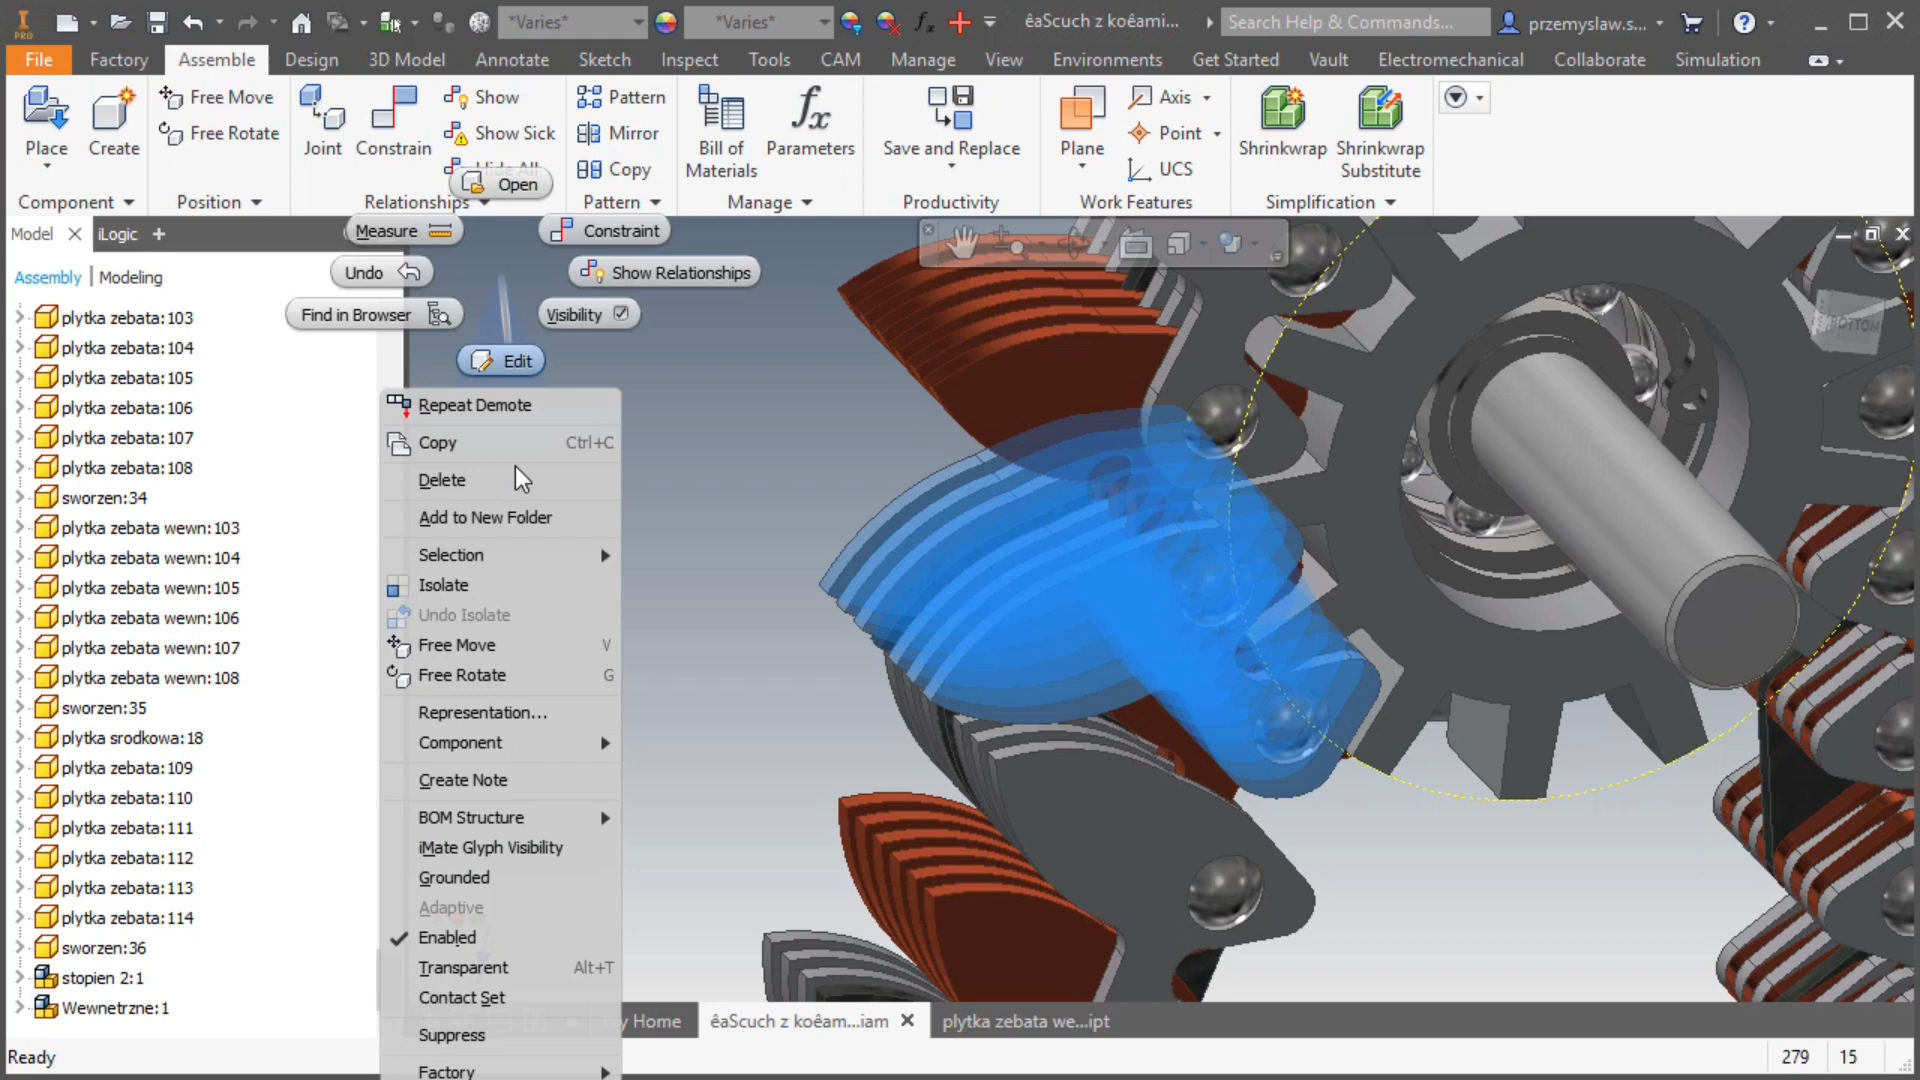 PRO
*Varies*
*Varies*
êaScuch z koêami...
Search Help & Commands...
przemyslaw.s...
File
Factory
Assemble
Design
3D Model
Annotate
Sketch
Inspect
Tools
CAM
Manage
View
Environments
Get Started
Vault
Electromechanical
Collaborate
Simulation
Place
Create
Free Move
Free Rotate
Joint
Constrain
Show
Show Sick
Hide All
Pattern
Mirror
Copy
Bill of
Materials
fx
Parameters
Save and Replace
Plane
Axis
Point
UCS
Shrinkwrap
Shrinkwrap
Substitute
Component
Position
Relationships
Pattern
Manage
Productivity
Work Features
Simplification
Open
Measure
Constraint
Undo
Show Relationships
Find in Browser
Visibility
Edit
Model
iLogic
Assembly
Modeling
plytka zebata:103
plytka zebata:104
plytka zebata:105
plytka zebata:106
plytka zebata:107
plytka zebata:108
sworzen:34
plytka zebata wewn:103
plytka zebata wewn:104
plytka zebata wewn:105
plytka zebata wewn:106
plytka zebata wewn:107
plytka zebata wewn:108
sworzen:35
plytka srodkowa:18
plytka zebata:109
plytka zebata:110
plytka zebata:111
plytka zebata:112
plytka zebata:113
plytka zebata:114
sworzen:36
stopien 2:1
Wewnetrzne:1
Repeat Demote
Copy Ctrl+C
Delete
Add to New Folder
Selection
Isolate
Undo Isolate
Free Move V
Free Rotate G
Representation...
Component
Create Note
BOM Structure
iMate Glyph Visibility
Grounded
Adaptive
Enabled
Transparent Alt+T
Contact Set
Suppress
Factory
BOTTOM
y Home
êaScuch z koêam...iam
plytka zebata we...ipt
Ready
279
15